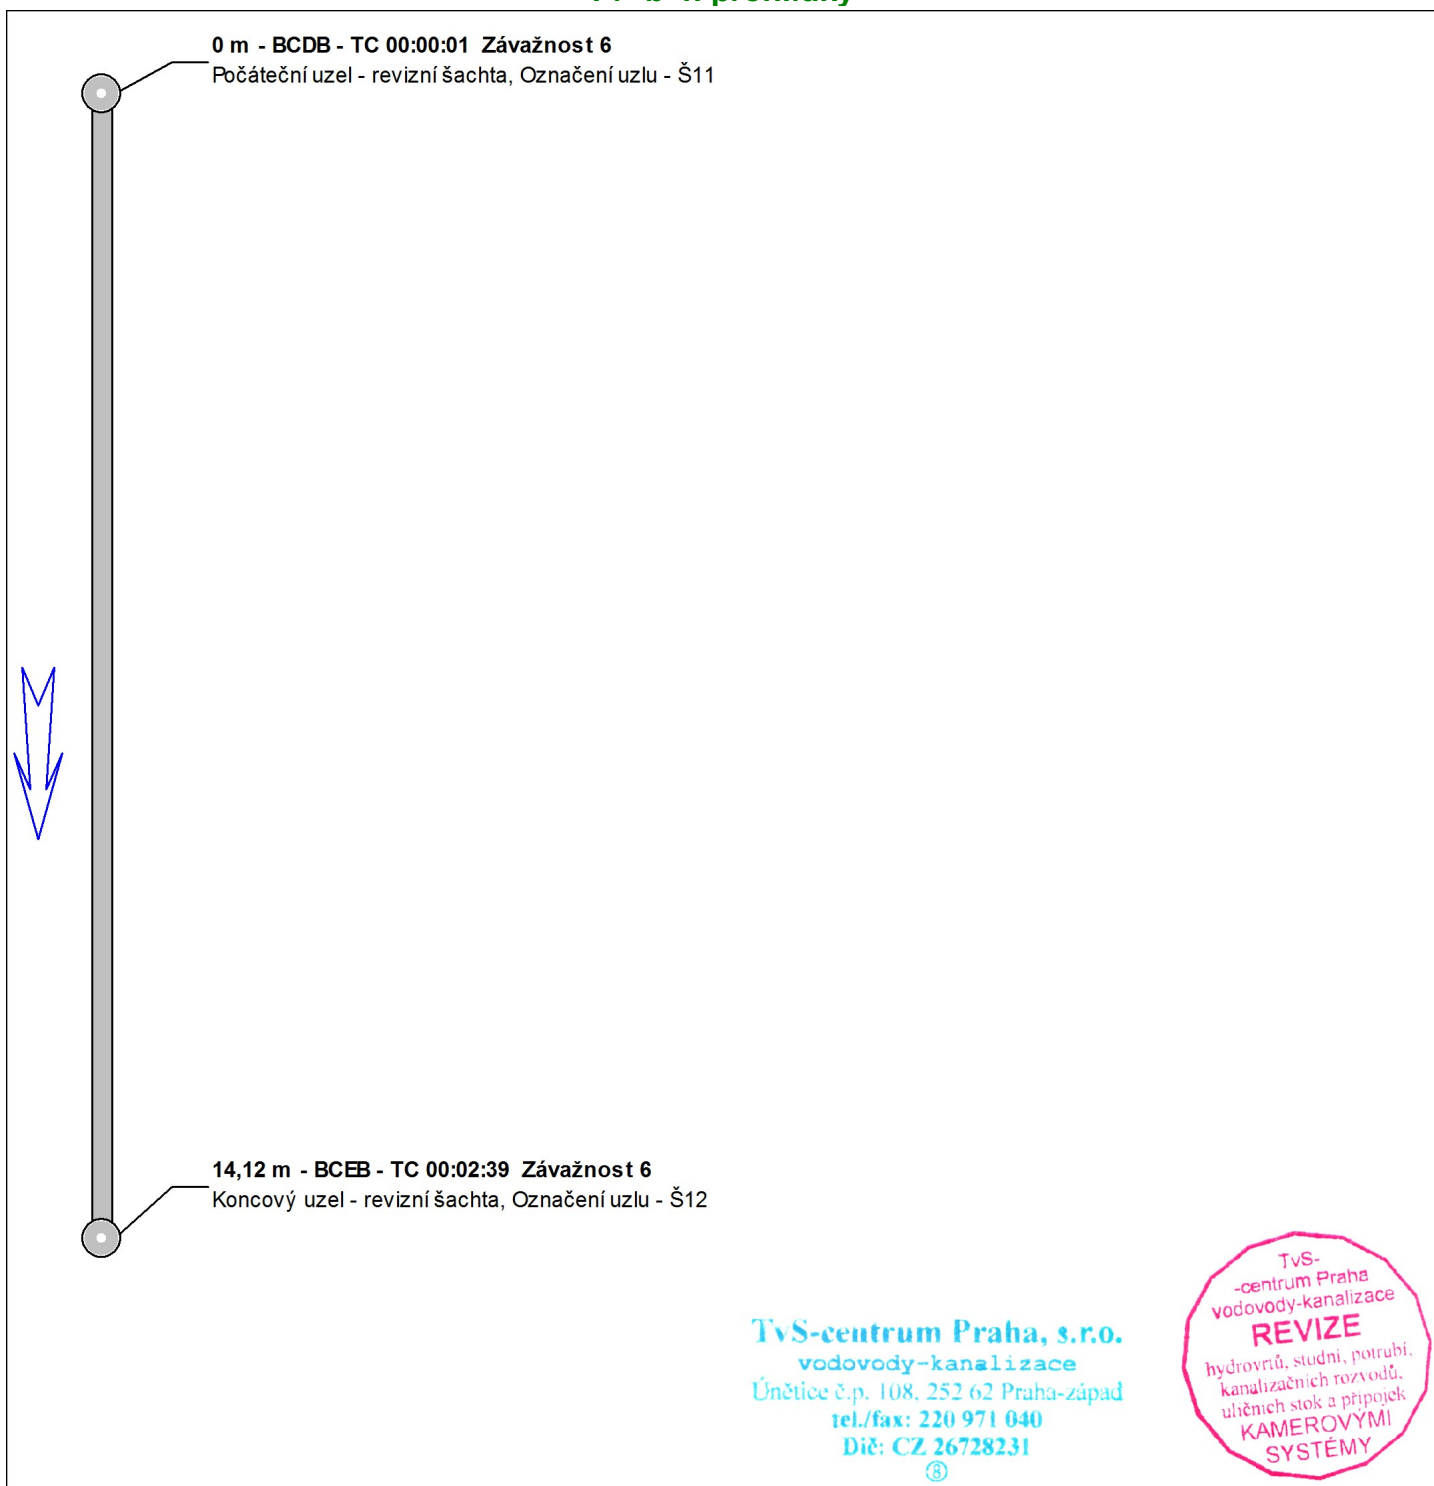 0 m - BCDB - TC 00:00:01 Závažnost 6
Počáteční uzel - revizní šachta, Označení uzlu - Š11
14,12 m - BCEB - TC 00:02:39 Závažnost 6
Koncový uzel - revizní šachta, Označení uzlu - Š12
TvS-centrum Praha, s.r.o.
vodovody-kanalizace
Únětice č.p. 108, 252 62 Praha-západ
tel./fax: 220 971 040
Dič: CZ 26728231
⑧
TvS-
-centrum Praha
vodovody-kanalizace
REVIZE
hydrovrtů, studní, potrubí,
kanalizačních rozvodů,
uličních stok a přípojek
KAMEROVÝMI
SYSTÉMY